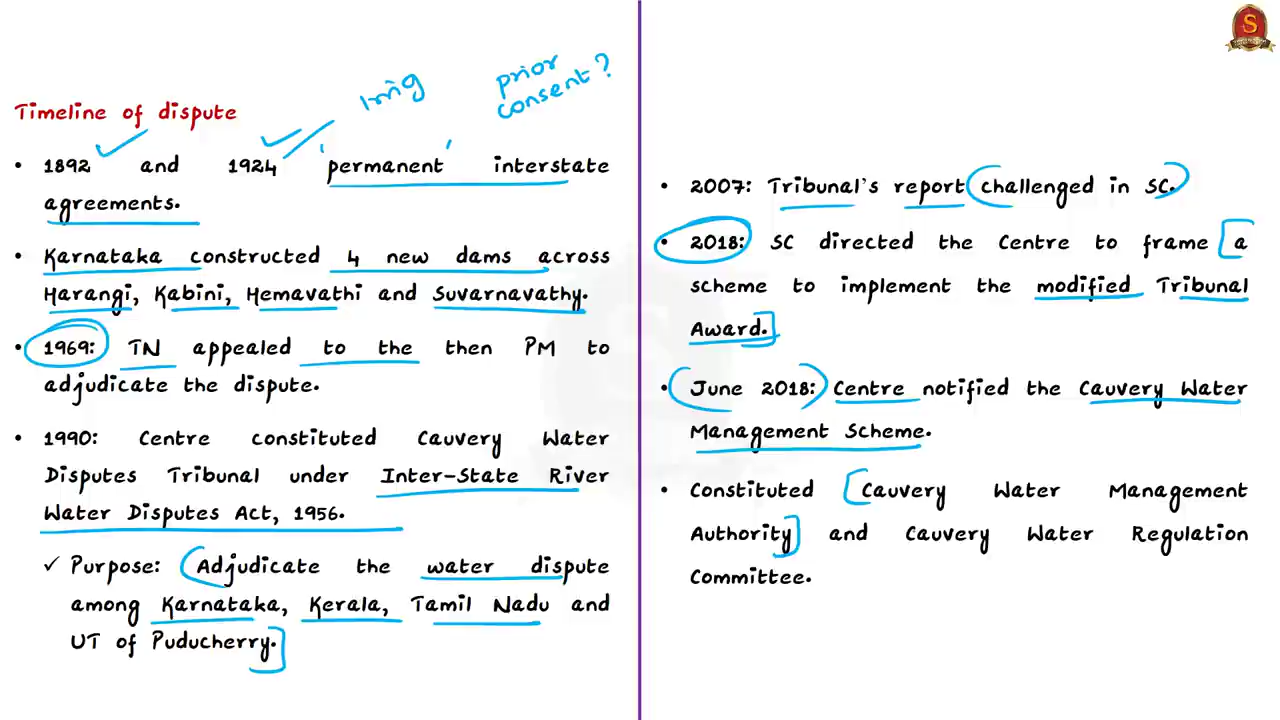 Irrig
prior
consent?
Timeline of dispute
• 1892 and 1924 'permanent' interstate
agreements.
• Karnataka constructed 4 new dams across
Harangi, Kabini, Hemavathi and Suvarnavathy.
• 1969: TN appealed to the then PM to
adjudicate the dispute.
• 1990: Centre constituted Cauvery Water
Disputes Tribunal under Inter-State River
Water Disputes Act, 1956.
✓ Purpose: Adjudicate the water dispute
among Karnataka, Kerala, Tamil Nadu and
UT of Puducherry.
• 2007: Tribunal's report challenged in SC.
• 2018: SC directed the Centre to frame a
scheme to implement the modified Tribunal
Award.
• June 2018: Centre notified the Cauvery Water
Management Scheme.
• Constituted Cauvery Water Management
Authority and Cauvery Water Regulation
Committee.
S